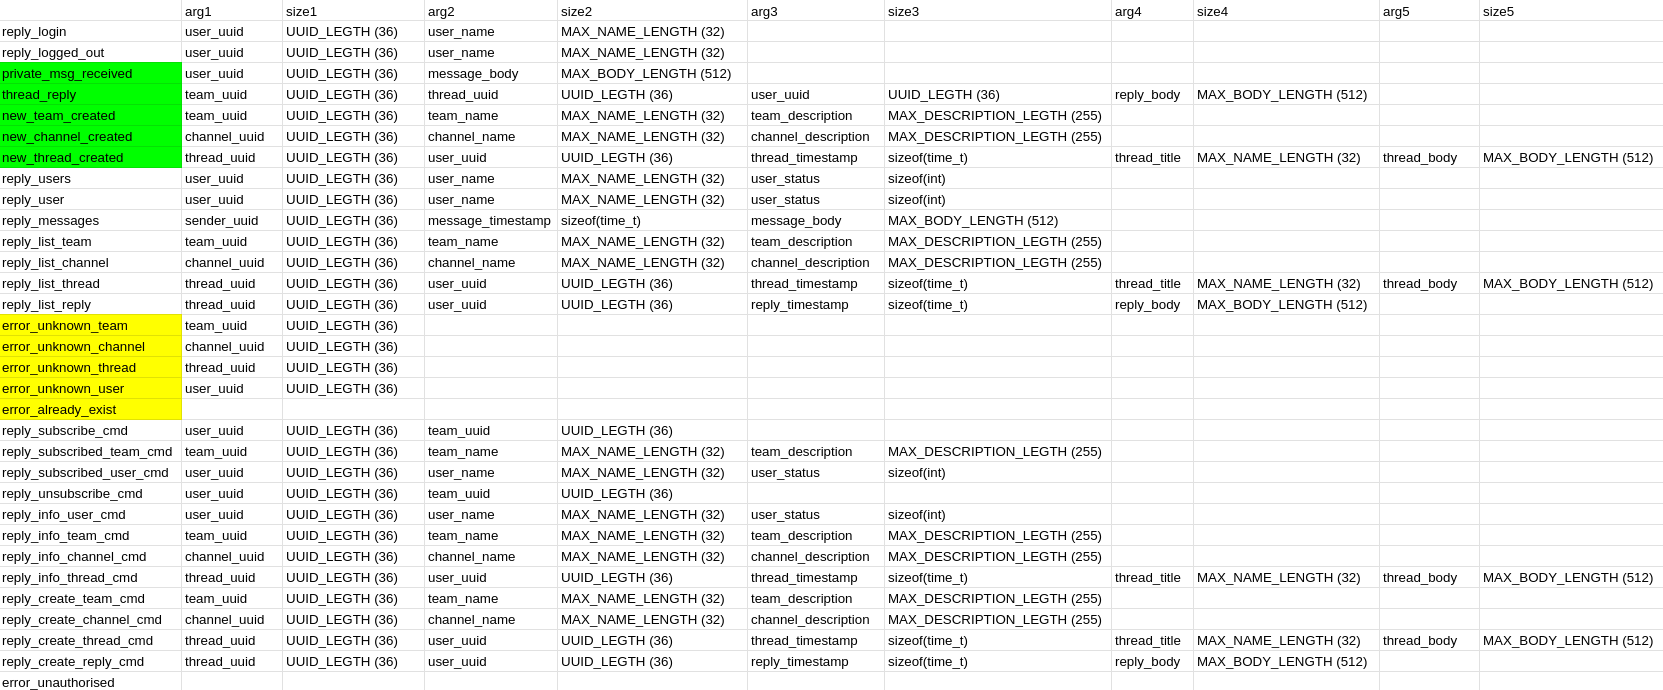 arg1 size1 arg2 size2 arg3 size3 arg4 size4 arg5 size5
reply_login user_uuid UUID_LEGTH (36) user_name MAX_NAME_LENGTH (32)
reply_logged_out user_uuid UUID_LEGTH (36) user_name MAX_NAME_LENGTH (32)
private_msg_received user_uuid UUID_LEGTH (36) message_body MAX_BODY_LENGTH (512)
thread_reply team_uuid UUID_LEGTH (36) thread_uuid UUID_LEGTH (36) user_uuid UUID_LEGTH (36) reply_body MAX_BODY_LENGTH (512)
new_team_created team_uuid UUID_LEGTH (36) team_name MAX_NAME_LENGTH (32) team_description MAX_DESCRIPTION_LEGTH (255)
new_channel_created channel_uuid UUID_LEGTH (36) channel_name MAX_NAME_LENGTH (32) channel_description MAX_DESCRIPTION_LEGTH (255)
new_thread_created thread_uuid UUID_LEGTH (36) user_uuid UUID_LEGTH (36) thread_timestamp sizeof(time_t) thread_title MAX_NAME_LENGTH (32) thread_body MAX_BODY_LENGTH (512)
reply_users user_uuid UUID_LEGTH (36) user_name MAX_NAME_LENGTH (32) user_status sizeof(int)
reply_user user_uuid UUID_LEGTH (36) user_name MAX_NAME_LENGTH (32) user_status sizeof(int)
reply_messages sender_uuid UUID_LEGTH (36) message_timestamp sizeof(time_t) message_body MAX_BODY_LENGTH (512)
reply_list_team team_uuid UUID_LEGTH (36) team_name MAX_NAME_LENGTH (32) team_description MAX_DESCRIPTION_LEGTH (255)
reply_list_channel channel_uuid UUID_LEGTH (36) channel_name MAX_NAME_LENGTH (32) channel_description MAX_DESCRIPTION_LEGTH (255)
reply_list_thread thread_uuid UUID_LEGTH (36) user_uuid UUID_LEGTH (36) thread_timestamp sizeof(time_t) thread_title MAX_NAME_LENGTH (32) thread_body MAX_BODY_LENGTH (512)
reply_list_reply thread_uuid UUID_LEGTH (36) user_uuid UUID_LEGTH (36) reply_timestamp sizeof(time_t) reply_body MAX_BODY_LENGTH (512)
error_unknown_team team_uuid UUID_LEGTH (36)
error_unknown_channel channel_uuid UUID_LEGTH (36)
error_unknown_thread thread_uuid UUID_LEGTH (36)
error_unknown_user user_uuid UUID_LEGTH (36)
error_already_exist
reply_subscribe_cmd user_uuid UUID_LEGTH (36) team_uuid UUID_LEGTH (36)
reply_subscribed_team_cmd team_uuid UUID_LEGTH (36) team_name MAX_NAME_LENGTH (32) team_description MAX_DESCRIPTION_LEGTH (255)
reply_subscribed_user_cmd user_uuid UUID_LEGTH (36) user_name MAX_NAME_LENGTH (32) user_status sizeof(int)
reply_unsubscribe_cmd user_uuid UUID_LEGTH (36) team_uuid UUID_LEGTH (36)
reply_info_user_cmd user_uuid UUID_LEGTH (36) user_name MAX_NAME_LENGTH (32) user_status sizeof(int)
reply_info_team_cmd team_uuid UUID_LEGTH (36) team_name MAX_NAME_LENGTH (32) team_description MAX_DESCRIPTION_LEGTH (255)
reply_info_channel_cmd channel_uuid UUID_LEGTH (36) channel_name MAX_NAME_LENGTH (32) channel_description MAX_DESCRIPTION_LEGTH (255)
reply_info_thread_cmd thread_uuid UUID_LEGTH (36) user_uuid UUID_LEGTH (36) thread_timestamp sizeof(time_t) thread_title MAX_NAME_LENGTH (32) thread_body MAX_BODY_LENGTH (512)
reply_create_team_cmd team_uuid UUID_LEGTH (36) team_name MAX_NAME_LENGTH (32) team_description MAX_DESCRIPTION_LEGTH (255)
reply_create_channel_cmd channel_uuid UUID_LEGTH (36) channel_name MAX_NAME_LENGTH (32) channel_description MAX_DESCRIPTION_LEGTH (255)
reply_create_thread_cmd thread_uuid UUID_LEGTH (36) user_uuid UUID_LEGTH (36) thread_timestamp sizeof(time_t) thread_title MAX_NAME_LENGTH (32) thread_body MAX_BODY_LENGTH (512)
reply_create_reply_cmd thread_uuid UUID_LEGTH (36) user_uuid UUID_LEGTH (36) reply_timestamp sizeof(time_t) reply_body MAX_BODY_LENGTH (512)
error_unauthorised